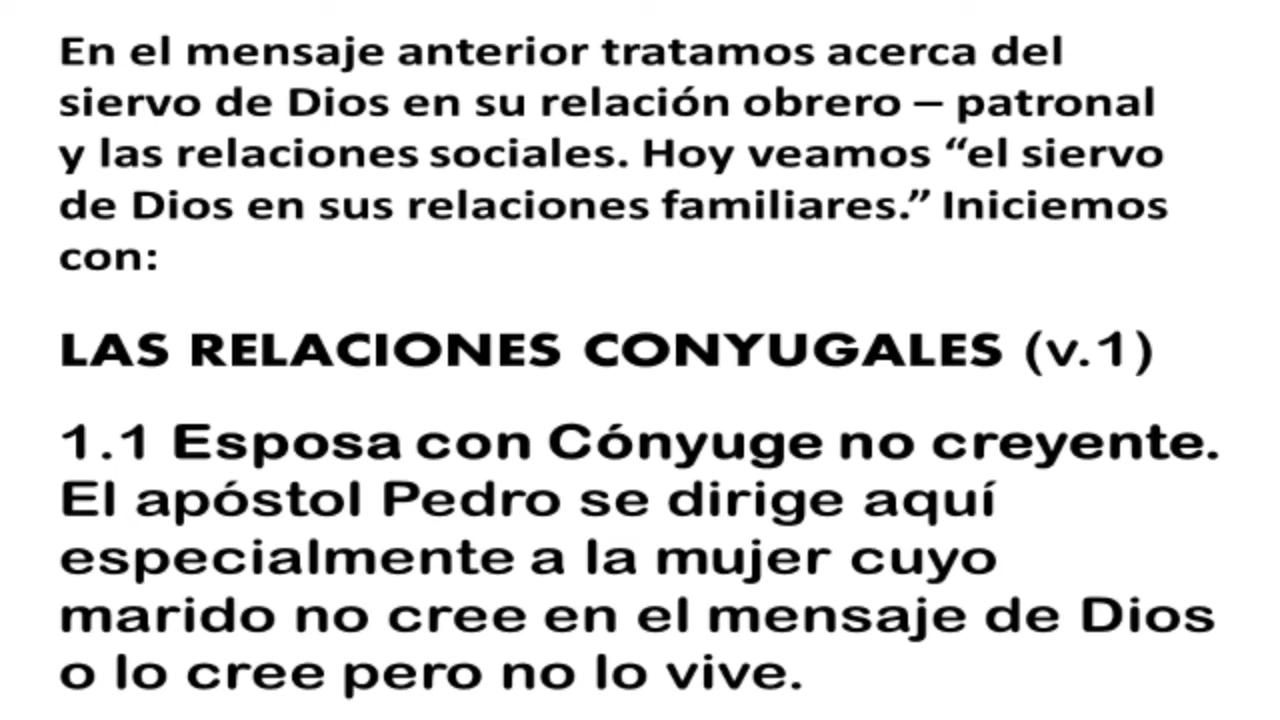 En el mensaje anterior tratamos acerca del
siervo de Dios en su relación obrero – patronal
y las relaciones sociales. Hoy veamos “el siervo
de Dios en sus relaciones familiares.” Iniciemos
con:
LAS RELACIONES CONYUGALES (v.1)
1.1 Esposa con Cónyuge no creyente.
El apóstol Pedro se dirige aquí
especialmente a la mujer cuyo
marido no cree en el mensaje de Dios
o lo cree pero no lo vive.